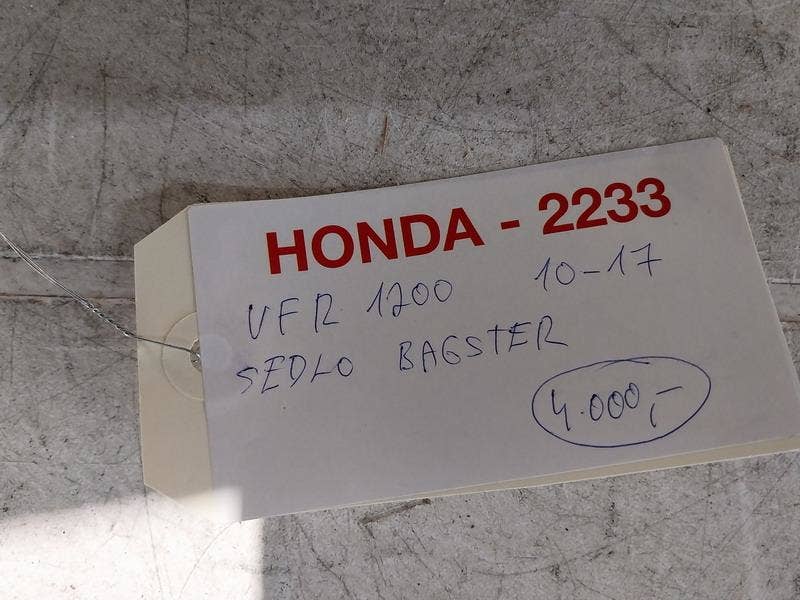 HONDA - 2233
VFR 1200 10-17
SEDLO BAGSTER
4.000,-